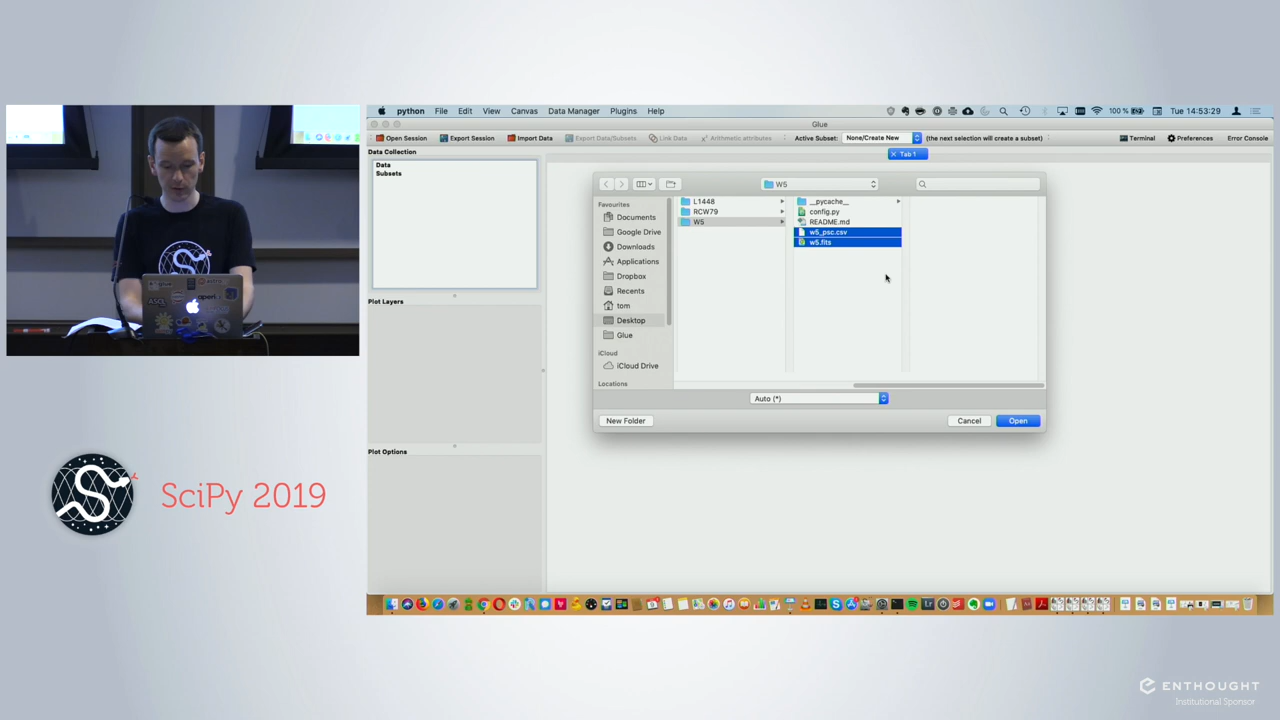 python File Edit View Canvas Data Manager Plugins Help 100 % Tue 14:53:29
Glue
Open Session Export Session Import Data Export Data/Subsets Link Data Arithmetic attributes Active Subset: None/Create New (the next selection will create a subset) Terminal Preferences Error Console
Data Collection
Tab 1
Data
Subsets
W5
Favourites
Documents
Google Drive
Downloads
Applications
Dropbox
Recents
tom
Desktop
Glue
iCloud
iCloud Drive
Locations
L1448
RCW79
W5
__pycache__
config.py
README.md
w5_psc.csv
w5.fits
Auto (*)
New Folder Cancel Open
Plot Layers
Plot Options
SciPy 2019
ENTHOUGHT
Institutional Sponsor